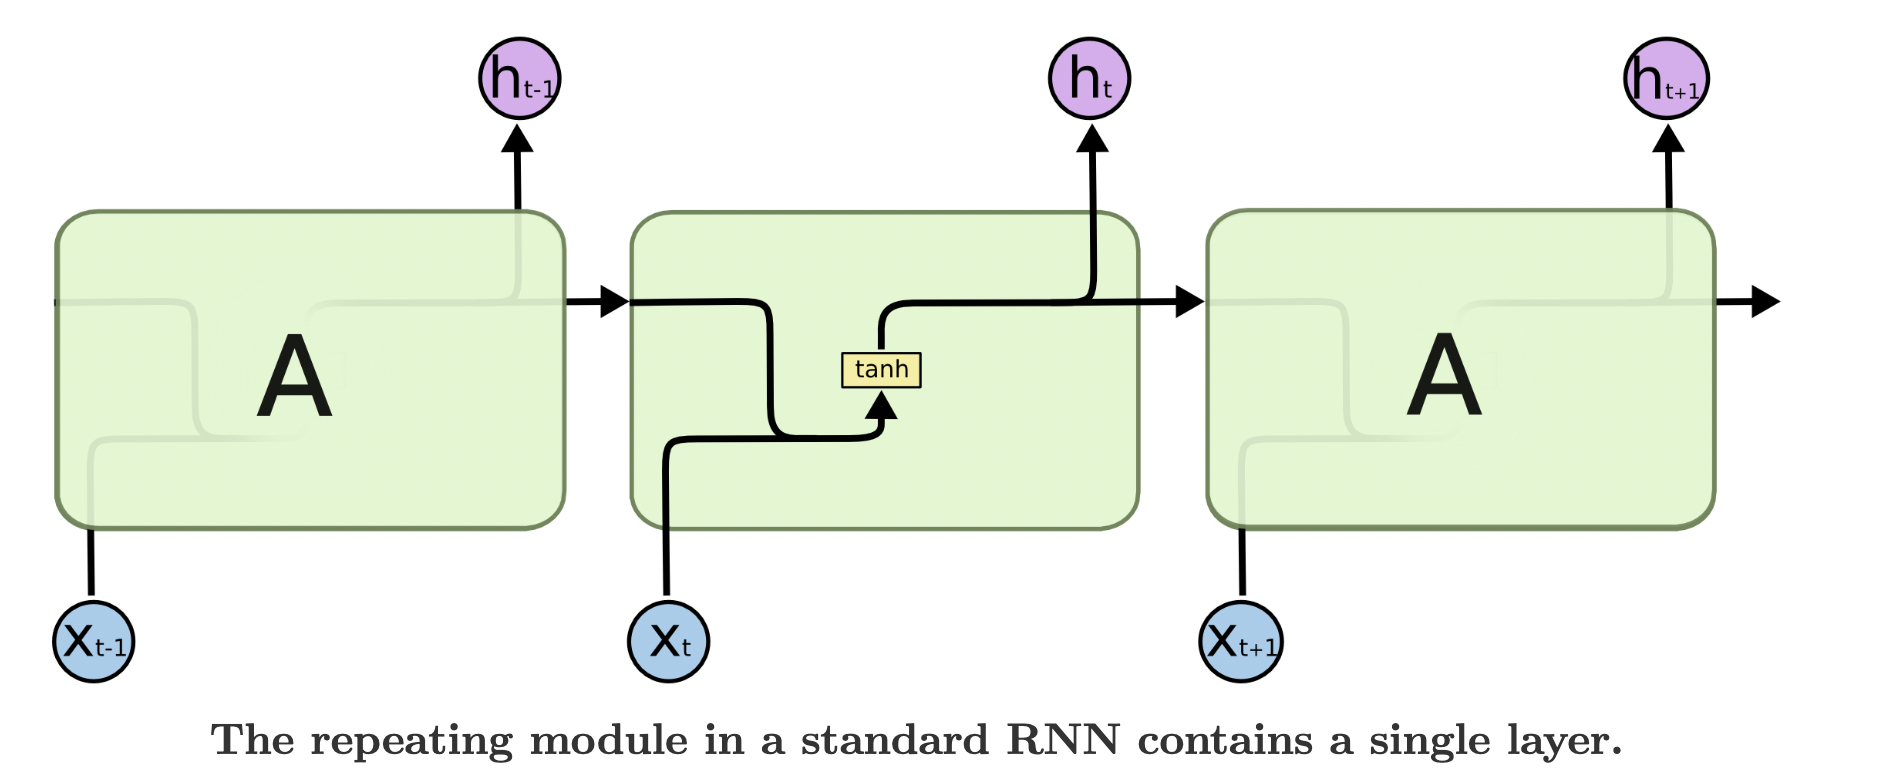 h t-1 h t h t+1
A tanh A
x t-1 x t x t+1
The repeating module in a standard RNN contains a single layer.